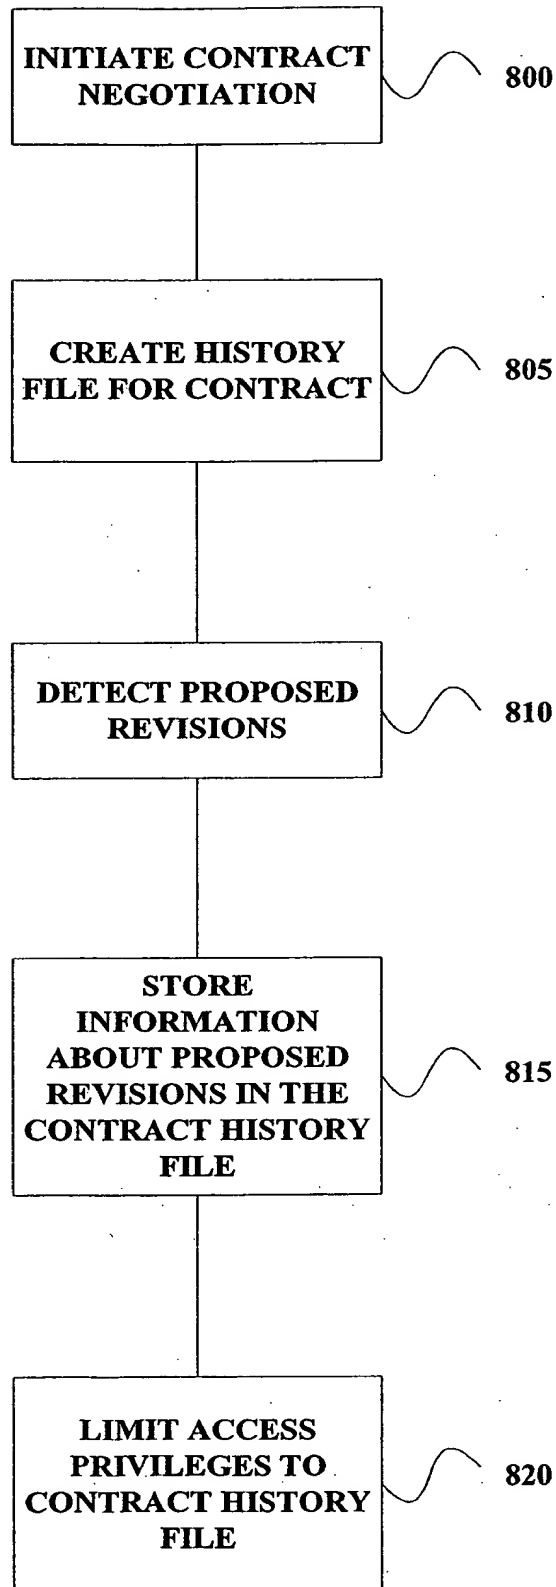 INITIATE CONTRACT
NEGOTIATION
800
CREATE HISTORY
FILE FOR CONTRACT
805
DETECT PROPOSED
REVISIONS
810
STORE
INFORMATION
ABOUT PROPOSED
REVISIONS IN THE
CONTRACT HISTORY
FILE
815
LIMIT ACCESS
PRIVILEGES TO
CONTRACT HISTORY
FILE
820